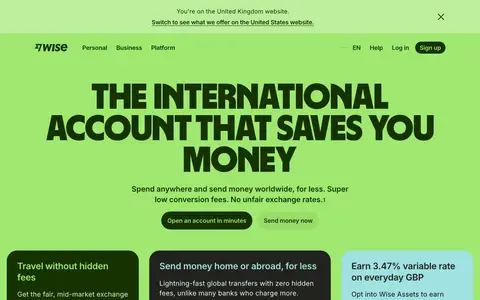 You're on the United Kingdom website.
Switch to see what we offer on the United States website.
WISE
Personal Business Platform
EN Help Log in Sign up
THE INTERNATIONAL
ACCOUNT THAT SAVES YOU
MONEY
Spend anywhere and send money worldwide, for less. Super
low conversion fees. No unfair exchange rates.1
Open an account in minutes Send money now
Travel without hidden
fees
Get the fair, mid-market exchange
Send money home or abroad, for less
Lightning-fast global transfers with zero hidden
fees, unlike many banks who charge more.
Earn 3.47% variable rate
on everyday GBP
Opt into Wise Assets to earn